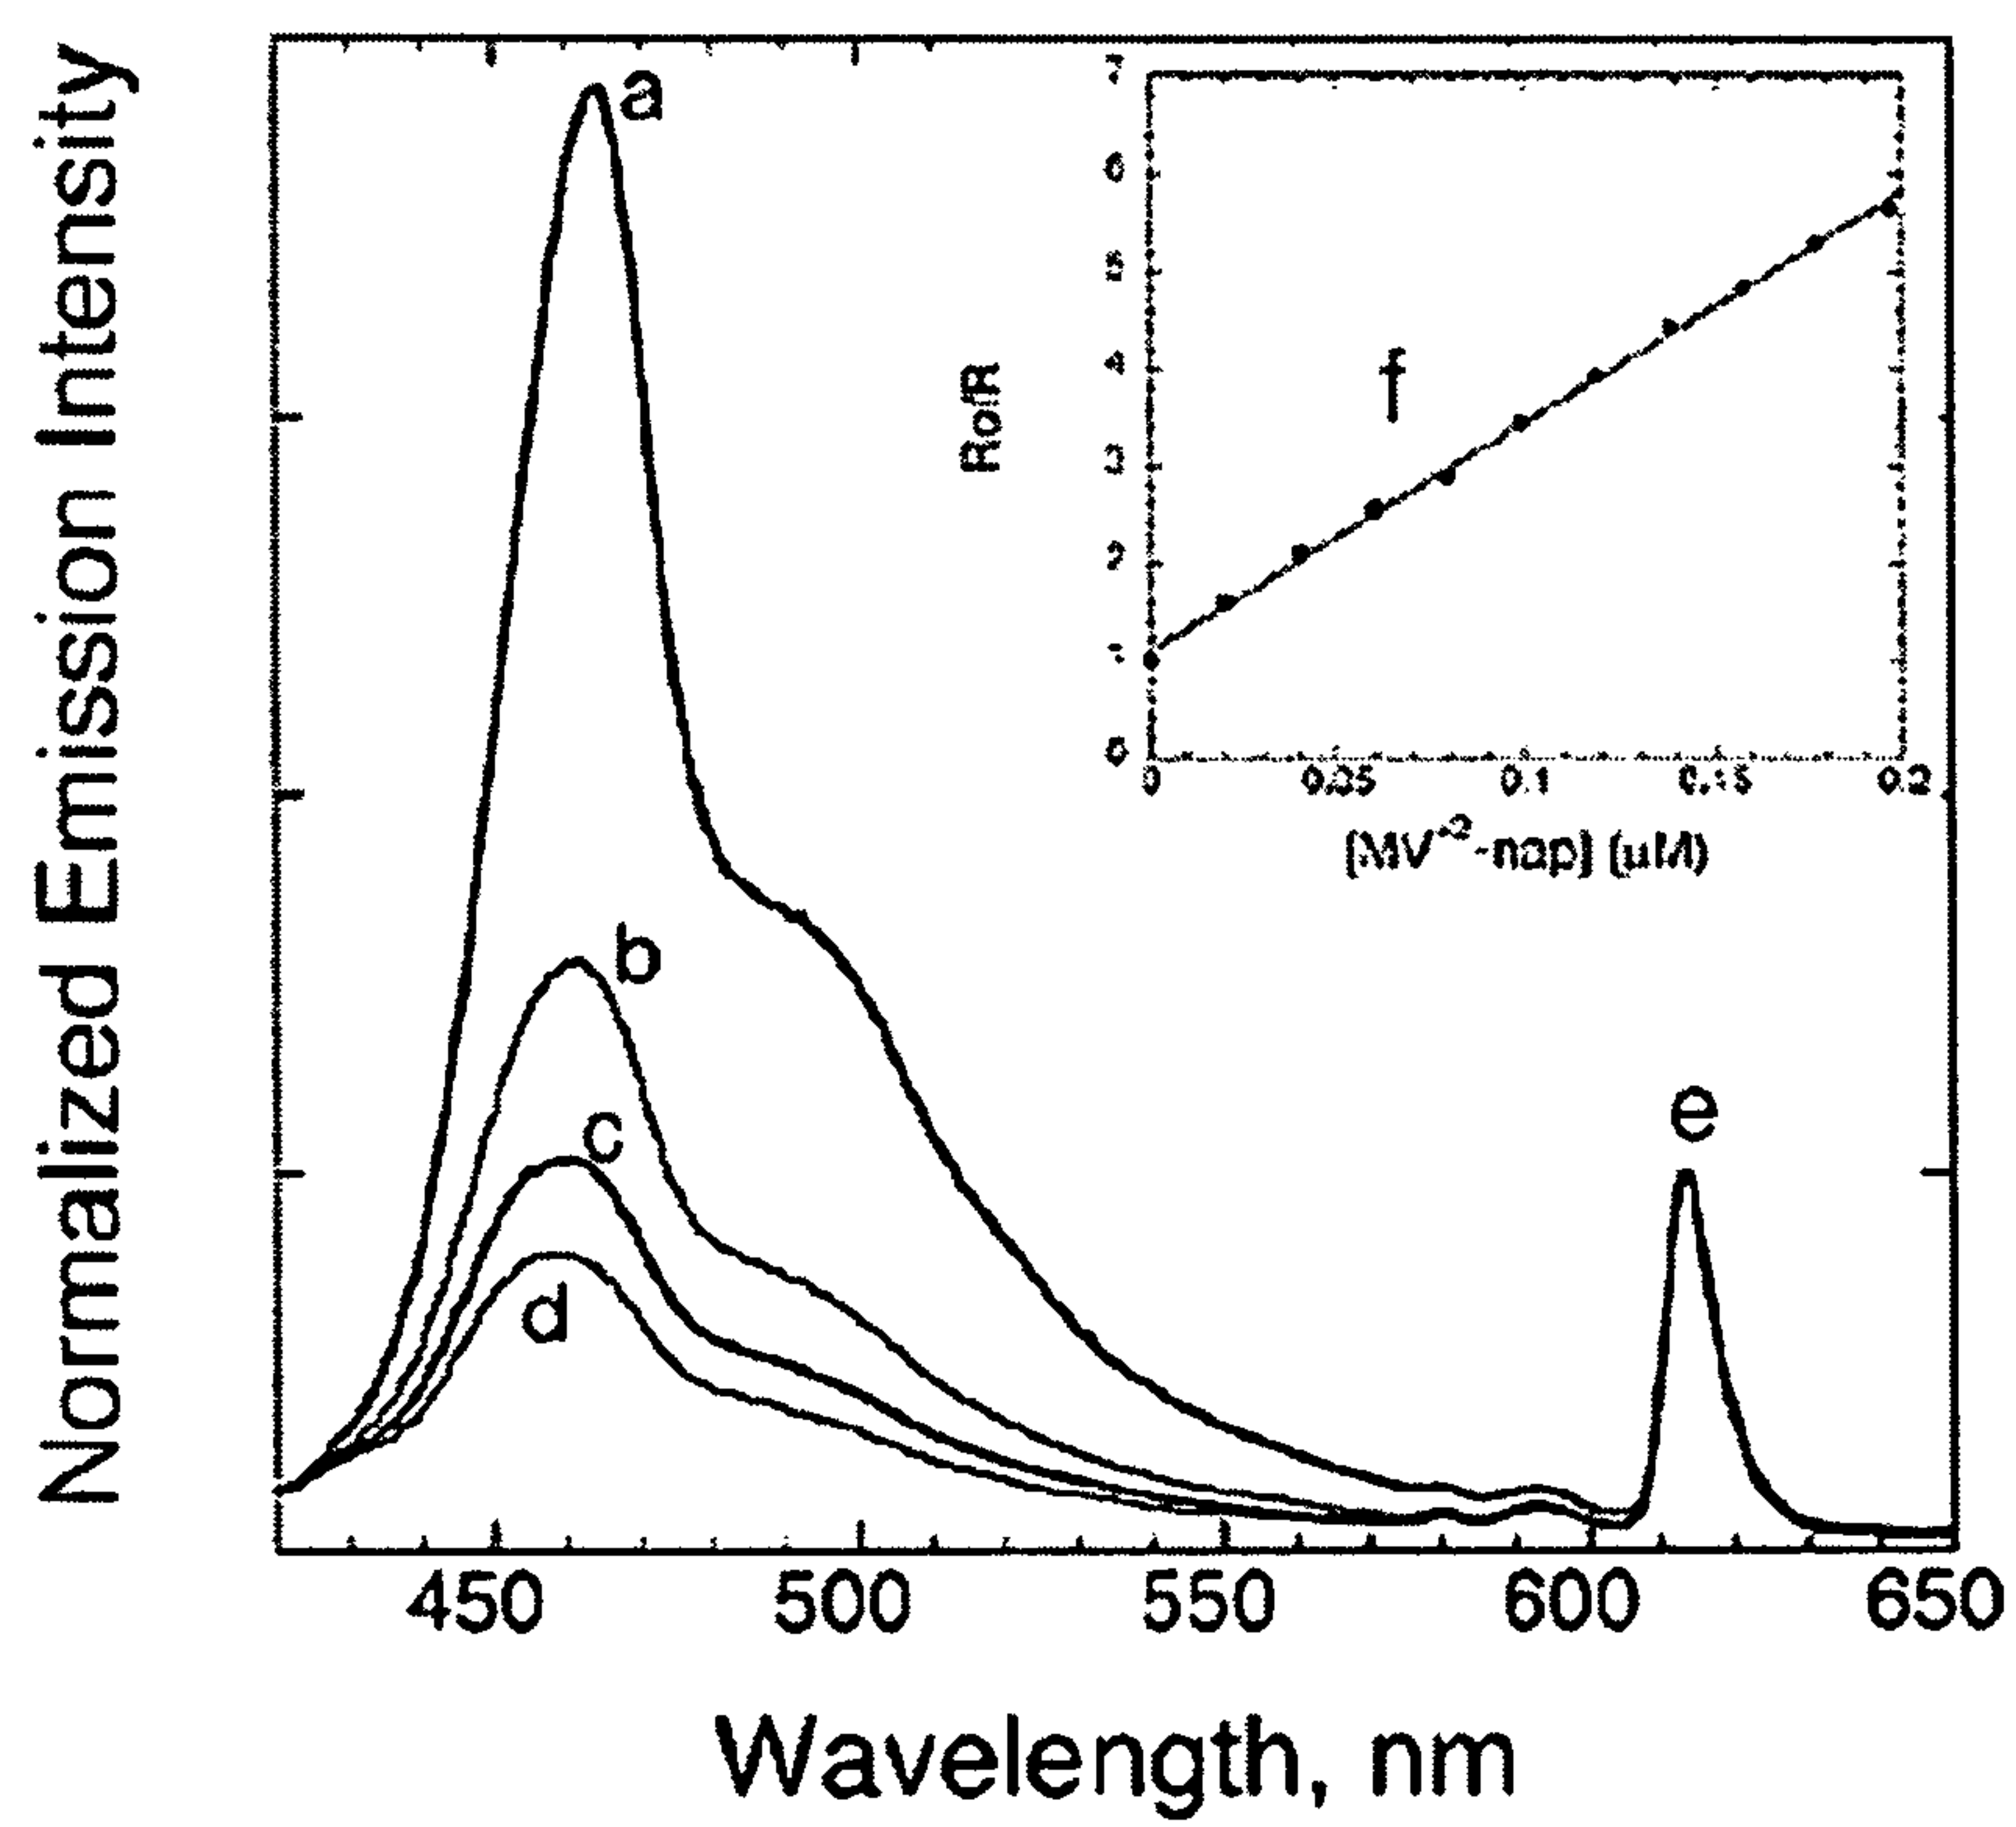 Normalized Emission Intensity
a
b
c
d
e
f
Ro/R
7
6
5
4
3
2
1
0
0 0.05 0.1 0.15 0.2
[MV+2-nap] (µM)
450 500 550 600 650
Wavelength, nm